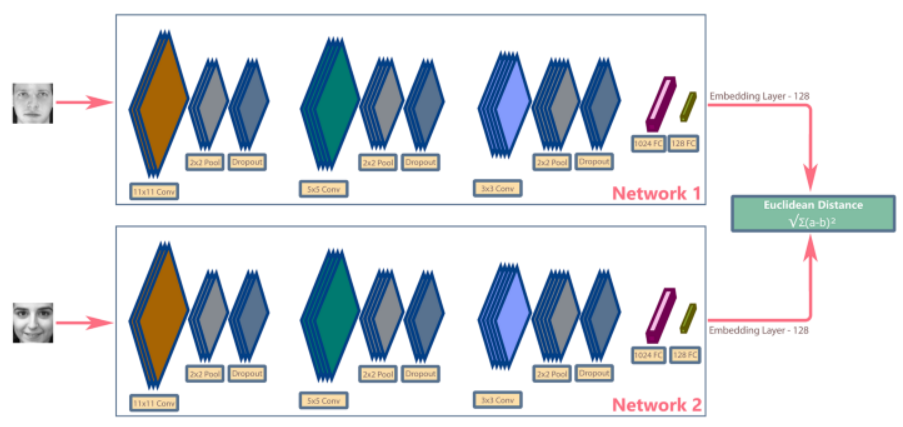 2x2 Pool
Dropout
11x11 Conv
2x2 Pool
Dropout
5x5 Conv
2x2 Pool
Dropout
3x3 Conv
1024 FC
128 FC
Network 1
Embedding Layer - 128
Euclidean Distance
√Σ(a-b)²
2x2 Pool
Dropout
11x11 Conv
2x2 Pool
Dropout
5x5 Conv
2x2 Pool
Dropout
3x3 Conv
1024 FC
128 FC
Network 2
Embedding Layer - 128